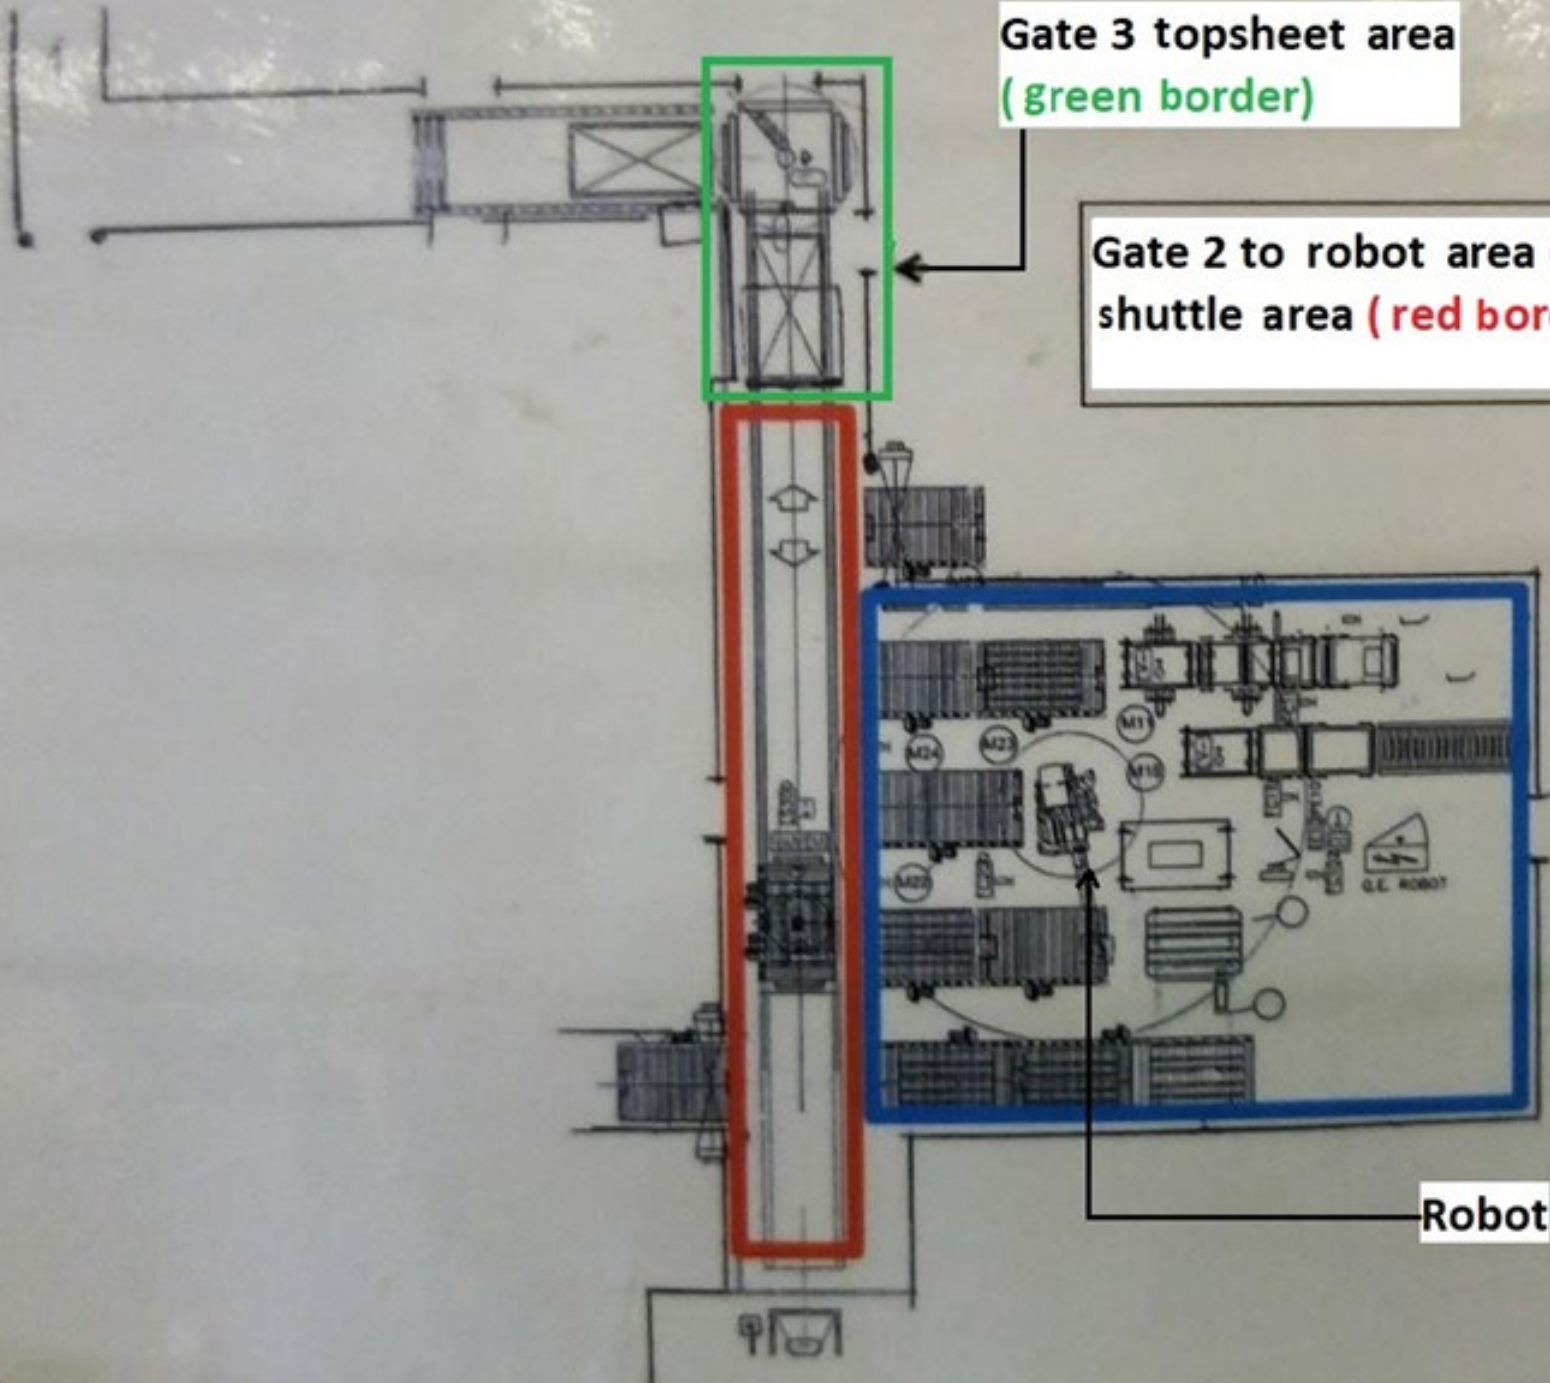 Gate 3 topsheet area
(green border)
Gate 2 to robot area
shuttle area (red bor
M24
M23
M11
M10
M22
Q.E. ROBOT
Robot